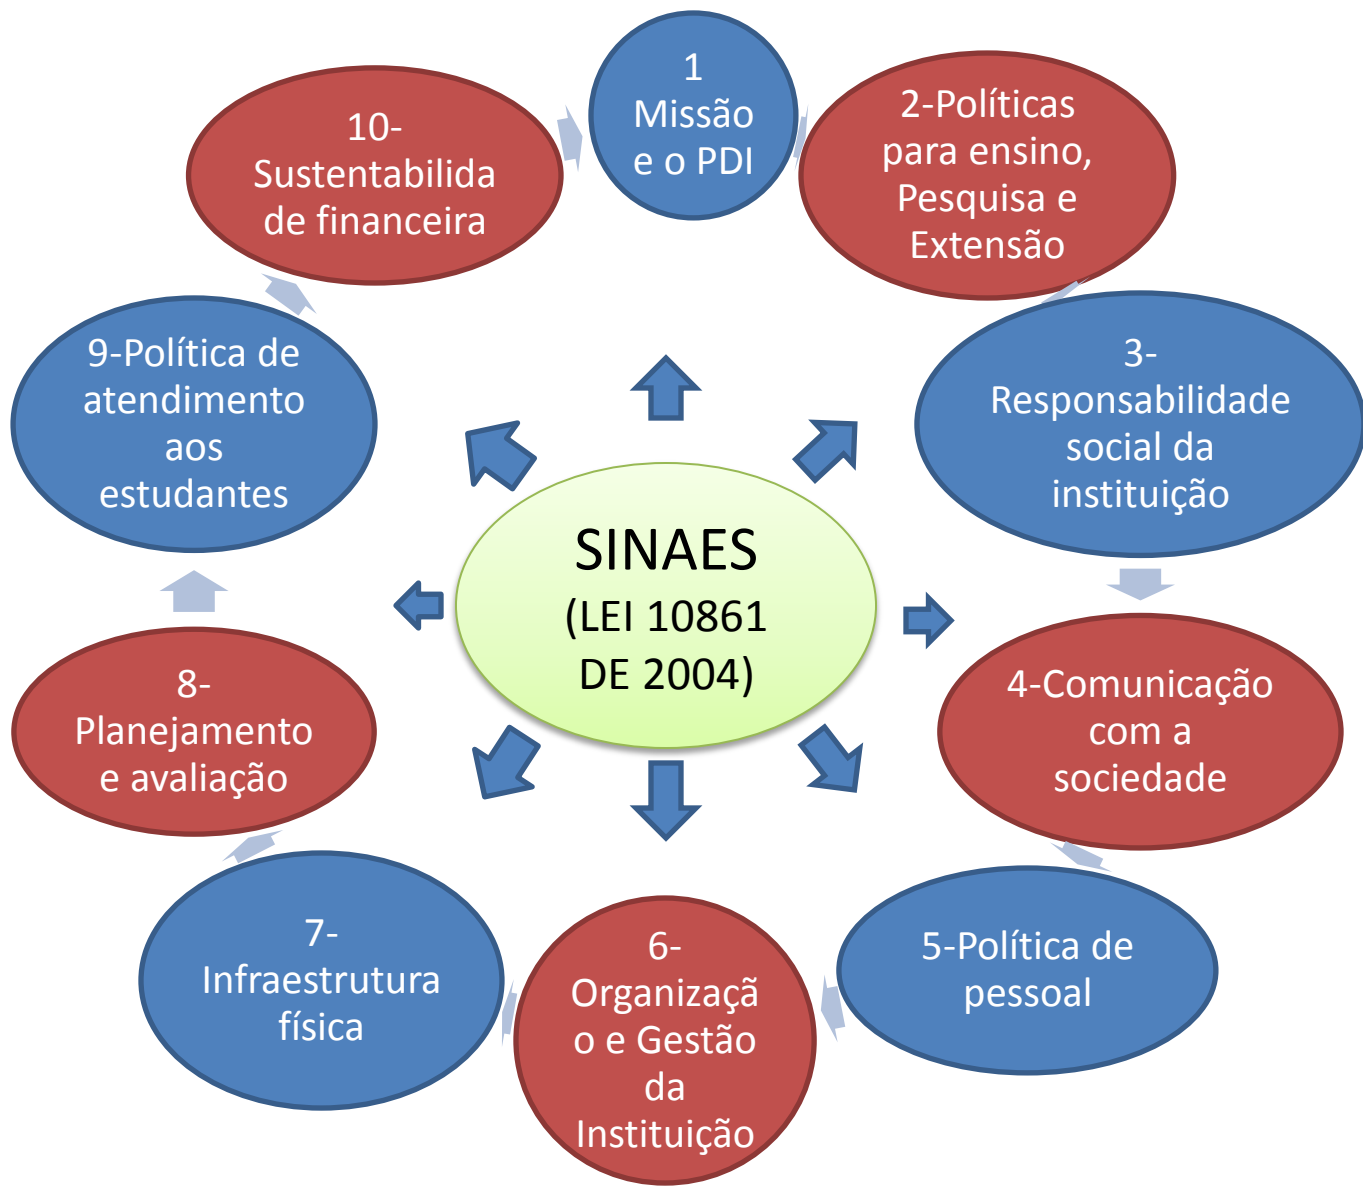 1
Missão
e o PDI
2-Políticas
para ensino,
Pesquisa e
Extensão
3-
Responsabilidade
social da
instituição
4-Comunicação
com a
sociedade
5-Política de
pessoal
6-
Organizaçã
o e Gestão
da
Instituição
7-
Infraestrutura
física
8-
Planejamento
e avaliação
9-Política de
atendimento
aos
estudantes
10-
Sustentabilida
de financeira
SINAES
(LEI 10861
DE 2004)